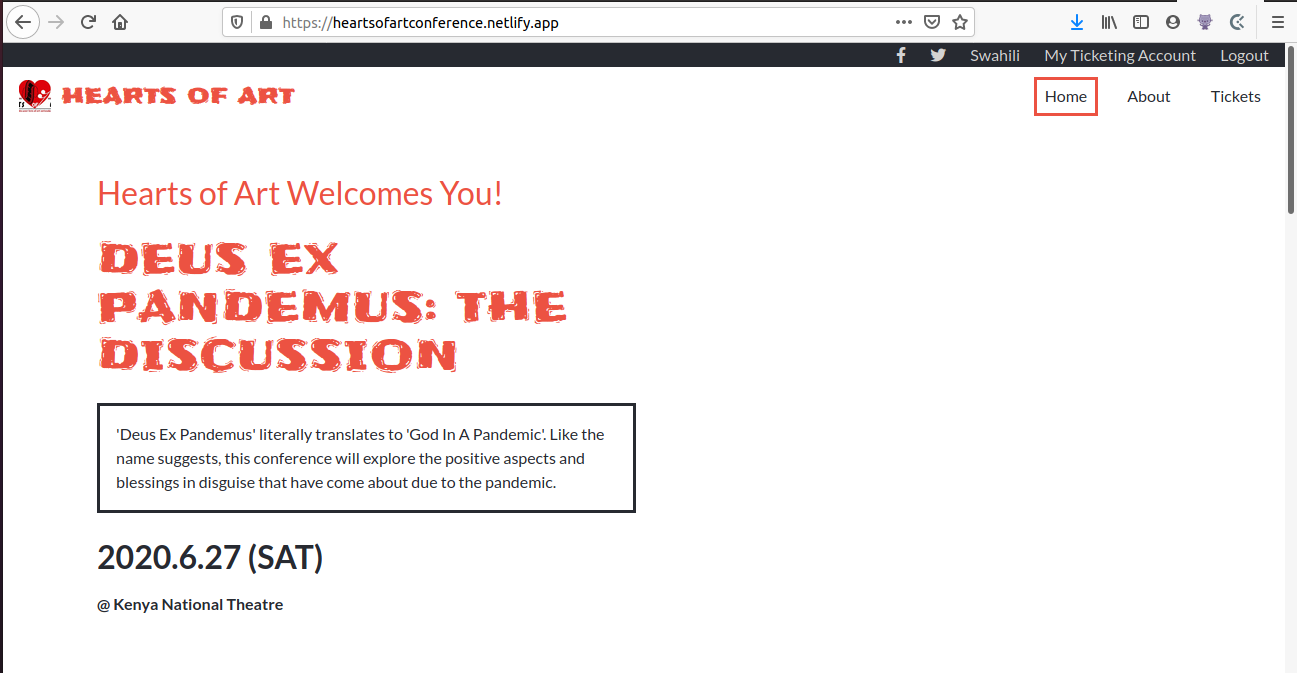 https://heartsofartconference.netlify.app
Swahili My Ticketing Account Logout
HEARTS OF ART
Home About Tickets
Hearts of Art Welcomes You!
DEUS EX
PANDEMUS: THE
DISCUSSION
'Deus Ex Pandemus' literally translates to 'God In A Pandemic'. Like the
name suggests, this conference will explore the positive aspects and
blessings in disguise that have come about due to the pandemic.
2020.6.27 (SAT)
@ Kenya National Theatre